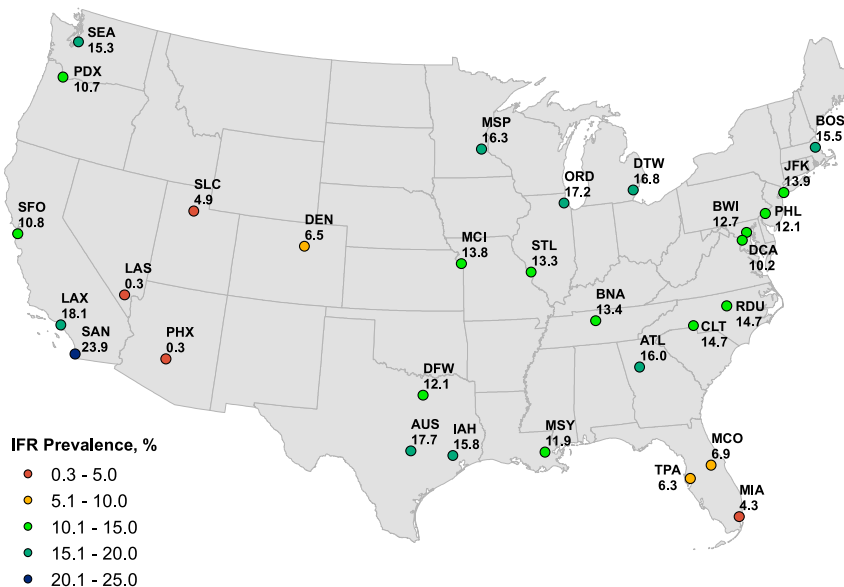 SEA
15.3
PDX
10.7
BOS
15.5
MSP
16.3
DTW
16.8
JFK
13.9
ORD
17.2
SLC
4.9
BWI
12.7
PHL
12.1
SFO
10.8
DEN
6.5
MCI
13.8
STL
13.3
DCA
10.2
LAS
0.3
BNA
13.4
RDU
14.7
LAX
18.1
SAN
23.9
PHX
0.3
CLT
14.7
ATL
16.0
DFW
12.1
AUS
17.7
IAH
15.8
MSY
11.9
MCO
6.9
TPA
6.3
MIA
4.3
IFR Prevalence, %
0.3 - 5.0
5.1 - 10.0
10.1 - 15.0
15.1 - 20.0
20.1 - 25.0